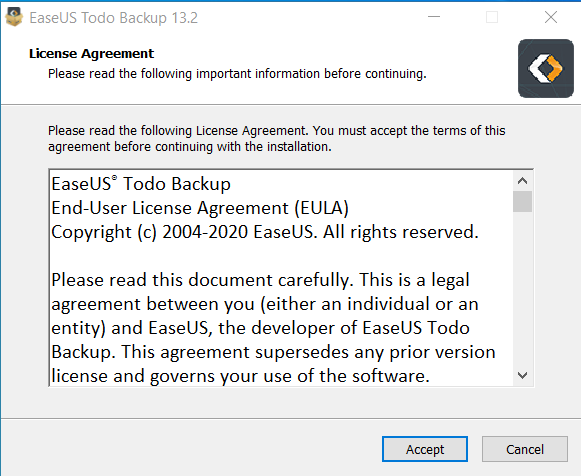 EaseUS Todo Backup 13.2
License Agreement
Please read the following important information before continuing.
Please read the following License Agreement. You must accept the terms of this
agreement before continuing with the installation.
EaseUS® Todo Backup
End-User License Agreement (EULA)
Copyright (c) 2004-2020 EaseUS. All rights reserved.
Please read this document carefully. This is a legal
agreement between you (either an individual or an
entity) and EaseUS, the developer of EaseUS Todo
Backup. This agreement supersedes any prior version
license and governs your use of the software.
Accept
Cancel